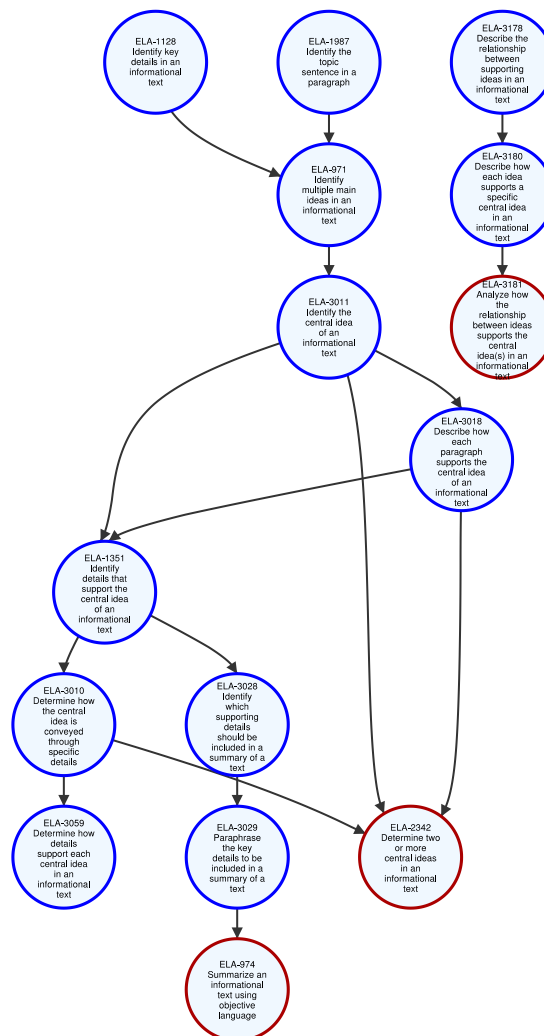 ELA-1128
Identify key
details in an
informational
text
ELA-1987
Identify the
topic
sentence in a
paragraph
ELA-3178
Describe the
relationship
between
supporting
ideas in an
informational
text
ELA-971
Identify
multiple main
ideas in an
informational
text
ELA-3180
Describe how
each idea
supports a
specific
central idea
in an
informational
text
ELA-3011
Identify the
central idea
of an
informational
text
ELA-3181
Analyze how
the
relationship
between ideas
supports the
central
idea(s) in an
informational
text
ELA-3018
Describe how
each
paragraph
supports the
central idea
of an
informational
text
ELA-1351
Identify
details that
support the
central idea
of an
informational
text
ELA-3010
Determine how
the central
idea is
conveyed
through
specific
details
ELA-3028
Identify
which
supporting
details
should be
included in a
summary of a
text
ELA-3059
Determine how
details
support each
central idea
in an
informational
text
ELA-3029
Paraphrase
the key
details to be
included in a
summary of a
text
ELA-2342
Determine two
or more
central ideas
in an
informational
text
ELA-974
Summarize an
informational
text using
objective
language